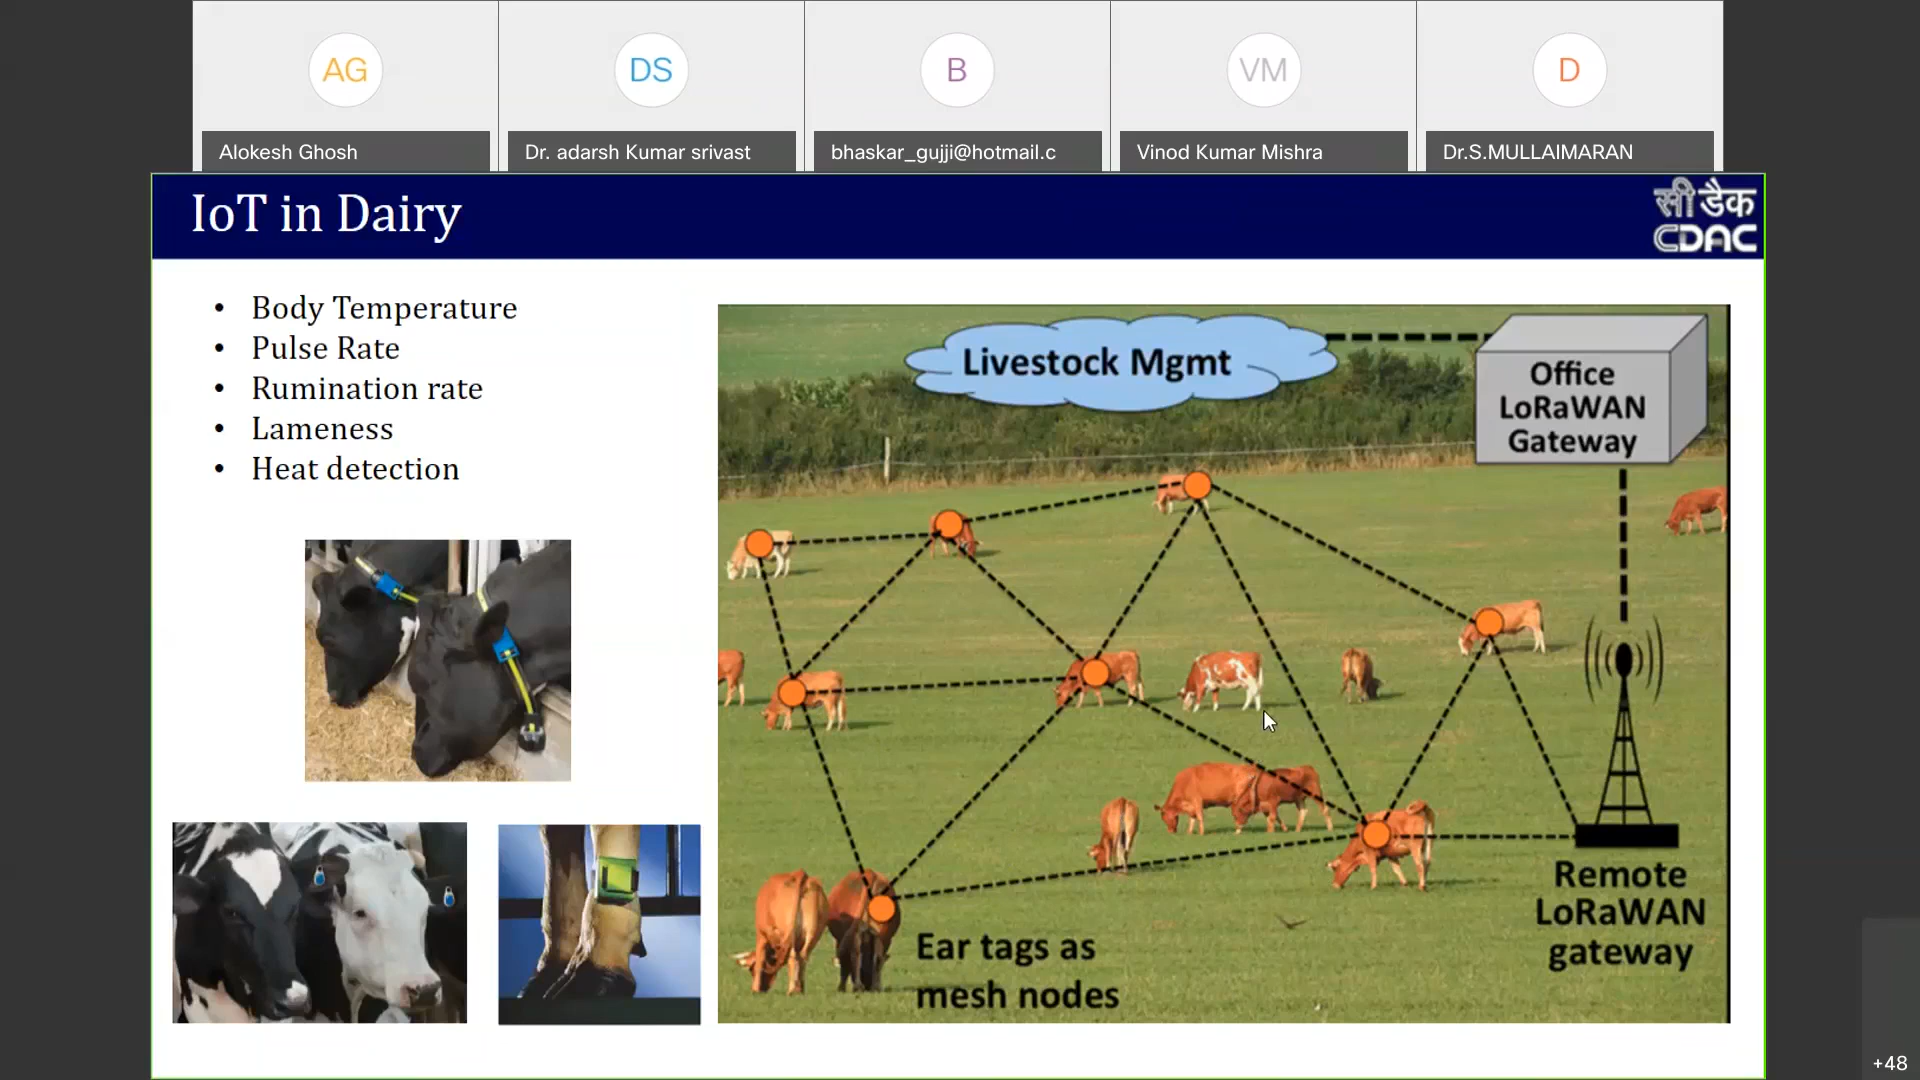 AG
DS
B
VM
D
Alokesh Ghosh
Dr. adarsh Kumar srivast
bhaskar_gujji@hotmail.c
Vinod Kumar Mishra
Dr.S.MULLAIMARAN
IoT in Dairy
सी डैक
CDAC
• Body Temperature
• Pulse Rate
• Rumination rate
• Lameness
• Heat detection
Livestock Mgmt
Office
LoRaWAN
Gateway
Remote
LoRaWAN
gateway
Ear tags as
mesh nodes
+48